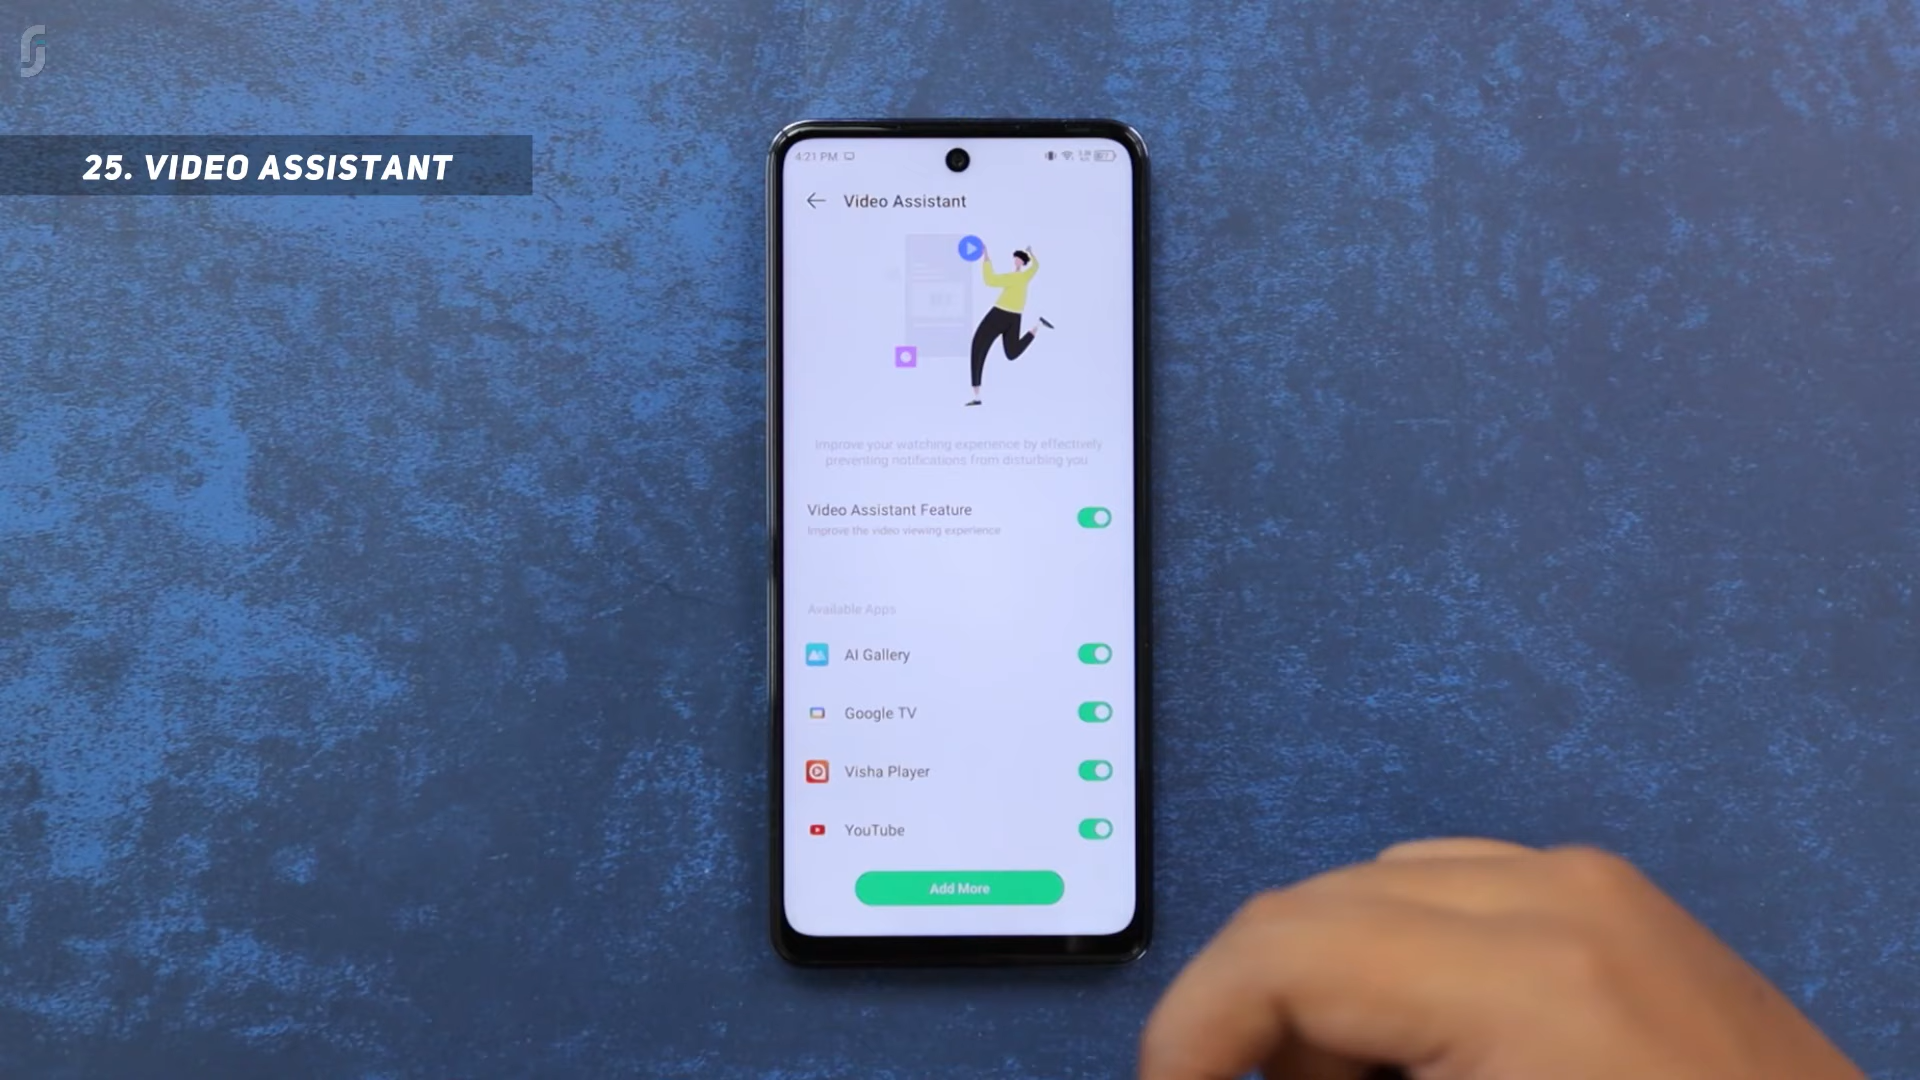 25. VIDEO ASSISTANT
4:21 PM
Video Assistant
Improve your watching experience by effectively
preventing notifications from disturbing you
Video Assistant Feature
Improve the video viewing experience
Available Apps
AI Gallery
Google TV
Visha Player
YouTube
Add More